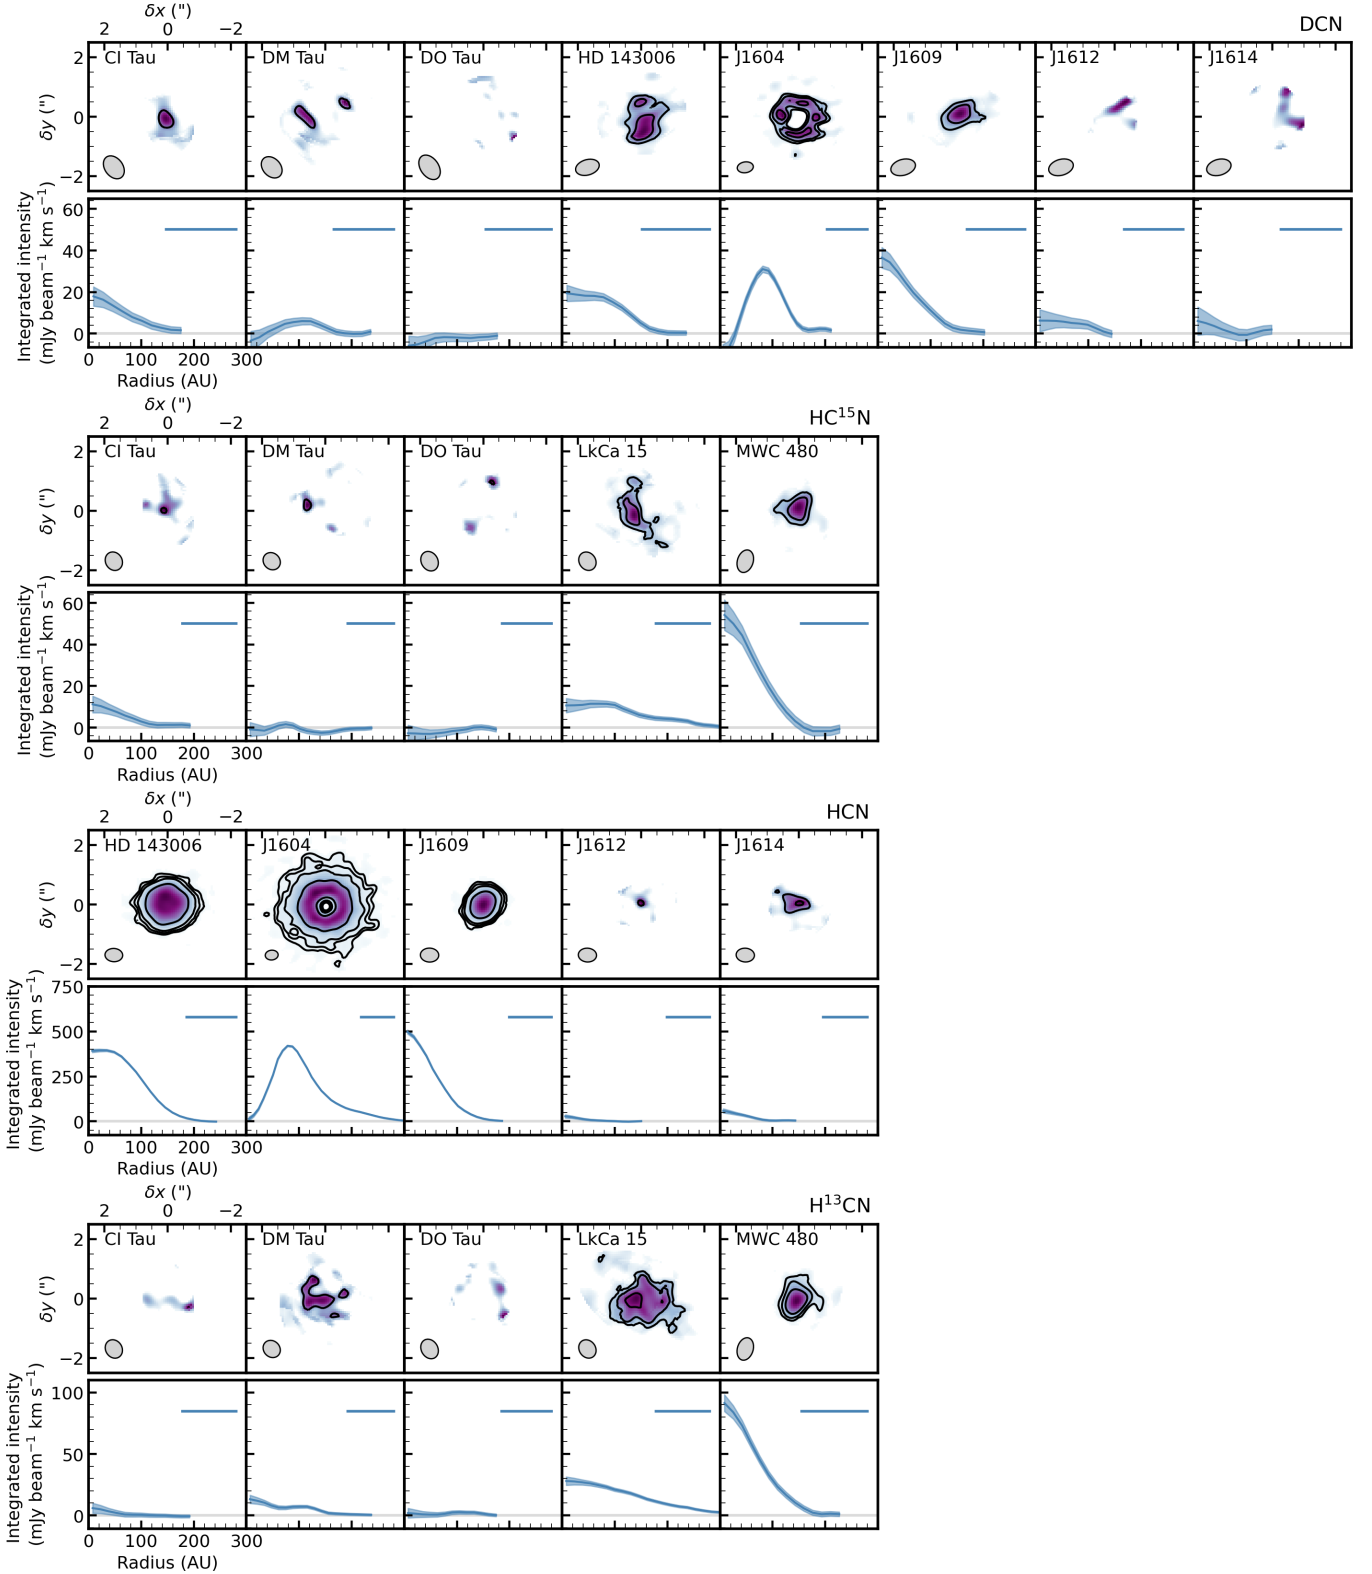 δx (")
2 0 −2
DCN
CI Tau DM Tau DO Tau HD 143006 J1604 J1609 J1612 J1614
δy (")
2
0
−2
Integrated intensity
(mJy beam⁻¹ km s⁻¹)
60
40
20
0
0 100 200 300
Radius (AU)
δx (")
2 0 −2
HC¹⁵N
CI Tau DM Tau DO Tau LkCa 15 MWC 480
δy (")
2
0
−2
Integrated intensity
(mJy beam⁻¹ km s⁻¹)
60
40
20
0
0 100 200 300
Radius (AU)
δx (")
2 0 −2
HCN
HD 143006 J1604 J1609 J1612 J1614
δy (")
2
0
−2
Integrated intensity
(mJy beam⁻¹ km s⁻¹)
750
500
250
0
0 100 200 300
Radius (AU)
δx (")
2 0 −2
H¹³CN
CI Tau DM Tau DO Tau LkCa 15 MWC 480
δy (")
2
0
−2
Integrated intensity
(mJy beam⁻¹ km s⁻¹)
100
50
0
0 100 200 300
Radius (AU)